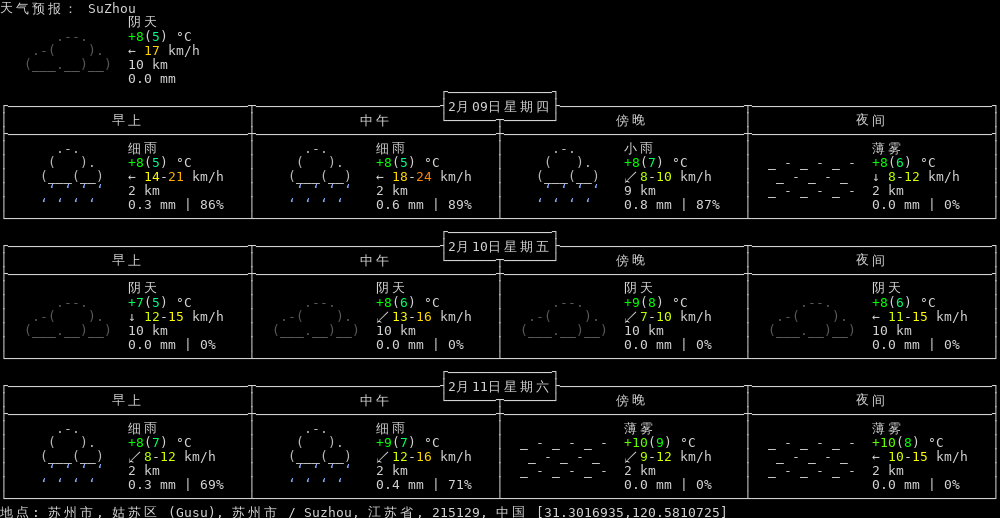 天气预报: SuZhou
阴天
+8(5) °C
← 17 km/h
10 km
0.0 mm
2月09日星期四
早上 中午 傍晚 夜间
细雨 细雨 小雨 薄雾
+8(5) °C +8(5) °C +8(7) °C +8(6) °C
← 14-21 km/h ← 18-24 km/h ↙ 8-10 km/h ↓ 8-12 km/h
2 km 2 km 9 km 2 km
0.3 mm | 86% 0.6 mm | 89% 0.8 mm | 87% 0.0 mm | 0%
2月10日星期五
早上 中午 傍晚 夜间
阴天 阴天 阴天 阴天
+7(5) °C +8(6) °C +9(8) °C +8(6) °C
↓ 12-15 km/h ↙ 13-16 km/h ↙ 7-10 km/h ← 11-15 km/h
10 km 10 km 10 km 10 km
0.0 mm | 0% 0.0 mm | 0% 0.0 mm | 0% 0.0 mm | 0%
2月11日星期六
早上 中午 傍晚 夜间
细雨 细雨 薄雾 薄雾
+8(7) °C +9(7) °C +10(9) °C +10(8) °C
↙ 8-12 km/h ↙ 12-16 km/h ↙ 9-12 km/h ← 10-15 km/h
2 km 2 km 2 km 2 km
0.3 mm | 69% 0.4 mm | 71% 0.0 mm | 0% 0.0 mm | 0%
地点: 苏州市, 姑苏区 (Gusu), 苏州市 / Suzhou, 江苏省, 215129, 中国 [31.3016935,120.5810725]